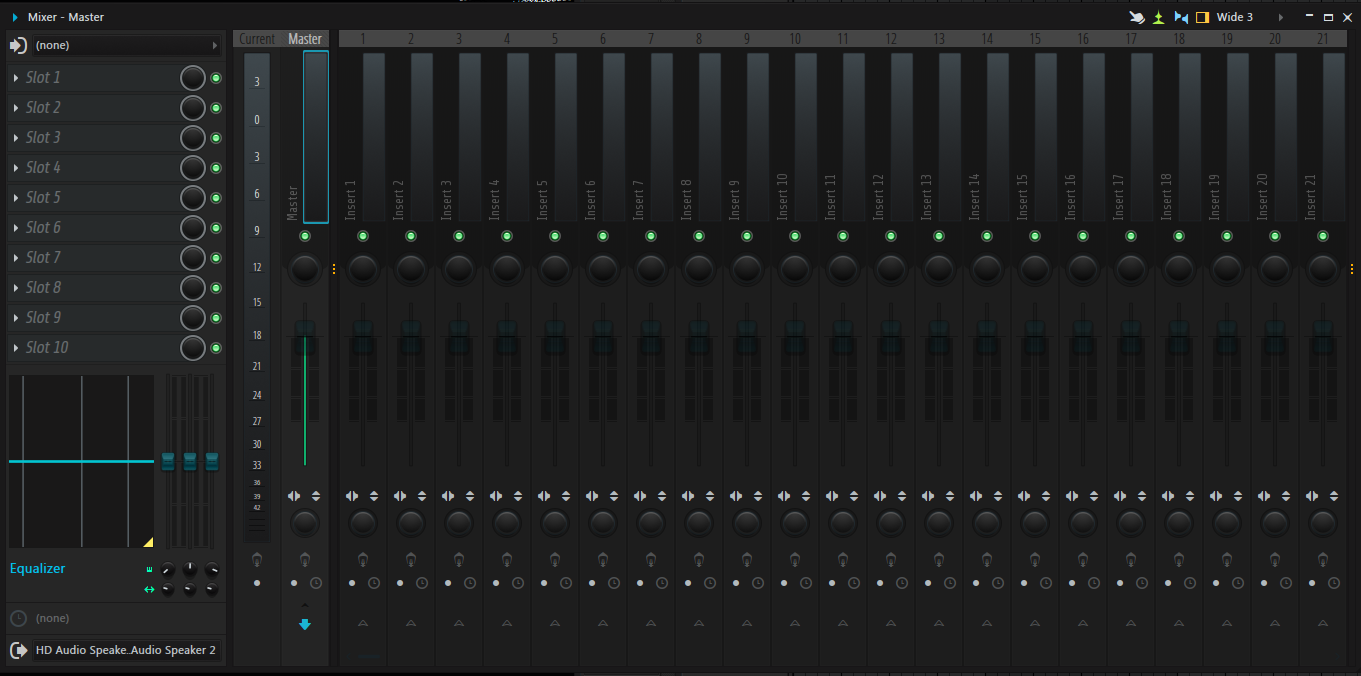 Mixer - Master
Wide 3
(none)
Slot 1
Slot 2
Slot 3
Slot 4
Slot 5
Slot 6
Slot 7
Slot 8
Slot 9
Slot 10
Equalizer
(none)
HD Audio Speake..Audio Speaker 2
Current Master 1 2 3 4 5 6 7 8 9 10 11 12 13 14 15 16 17 18 19 20 21
3
0
3
6
9
12
15
18
21
24
27
30
33
36
39
42
Master
Insert 1
Insert 2
Insert 3
Insert 4
Insert 5
Insert 6
Insert 7
Insert 8
Insert 9
Insert 10
Insert 11
Insert 12
Insert 13
Insert 14
Insert 15
Insert 16
Insert 17
Insert 18
Insert 19
Insert 20
Insert 21